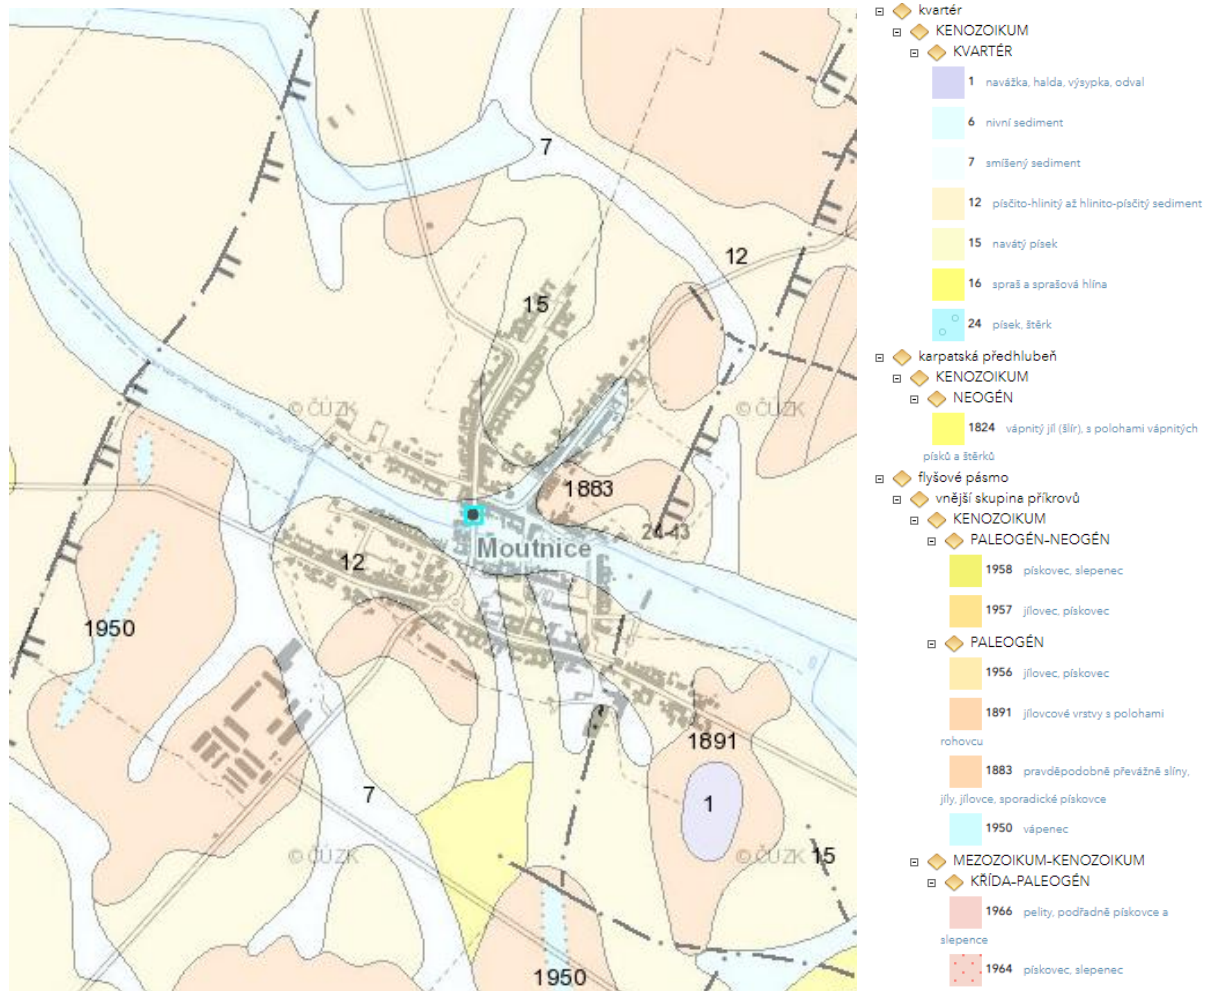 7
12
15
© ČÚZK
© ČÚZK
1883
24-43
Moutnice
12
1950
1891
7
1
© ČÚZK
© ČÚZK
15
1950
kvartér
KENOZOIKUM
KVARTÉR
1 navážka, halda, výsypka, odval
6 nivní sediment
7 smíšený sediment
12 písčito-hlinitý až hlinito-písčitý sediment
15 navátý písek
16 spraš a sprašová hlína
24 písek, štěrk
karpatská předhlubeň
KENOZOIKUM
NEOGÉN
1824 vápnitý jíl (šlír), s polohami vápnitých
písků a štěrků
flyšové pásmo
vnější skupina příkrovů
KENOZOIKUM
PALEOGÉN-NEOGÉN
1958 pískovec, slepenec
1957 jílovec, pískovec
PALEOGÉN
1956 jílovec, pískovec
1891 jílovcové vrstvy s polohami
rohovcu
1883 pravděpodobně převážně slíny,
jíly, jílovce, sporadické pískovce
1950 vápenec
MEZOZOIKUM-KENOZOIKUM
KŘÍDA-PALEOGÉN
1966 pelity, podřadně pískovce a
slepence
1964 pískovec, slepenec